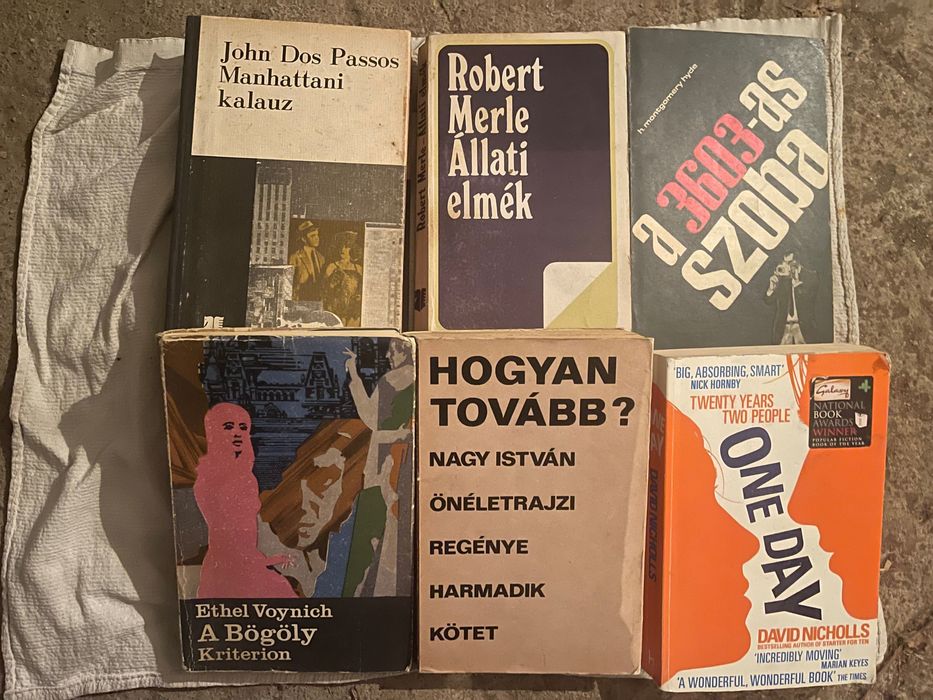 John Dos Passos
Manhattani
kalauz
Robert
Merle
Állati
elmék
Robert Merle Állati
h. montgomery hyde
a 3603-as
szoba
Ethel Voynich
A Bögöly
Kriterion
HOGYAN
TOVÁBB?
NAGY ISTVÁN
ÖNÉLETRAJZI
REGÉNYE
HARMADIK
KÖTET
DAVID NICHOLLS
'BIG, ABSORBING, SMART'
NICK HORNBY
TWENTY YEARS
TWO PEOPLE
Galaxy
NATIONAL
BOOK
AWARDS
WINNER
POPULAR FICTION
BOOK OF THE YEAR
ONE DAY
DAVID NICHOLLS
BESTSELLING AUTHOR OF STARTER FOR TEN
'INCREDIBLY MOVING'
MARIAN KEYES
'A WONDERFUL, WONDERFUL BOOK' THE TIMES